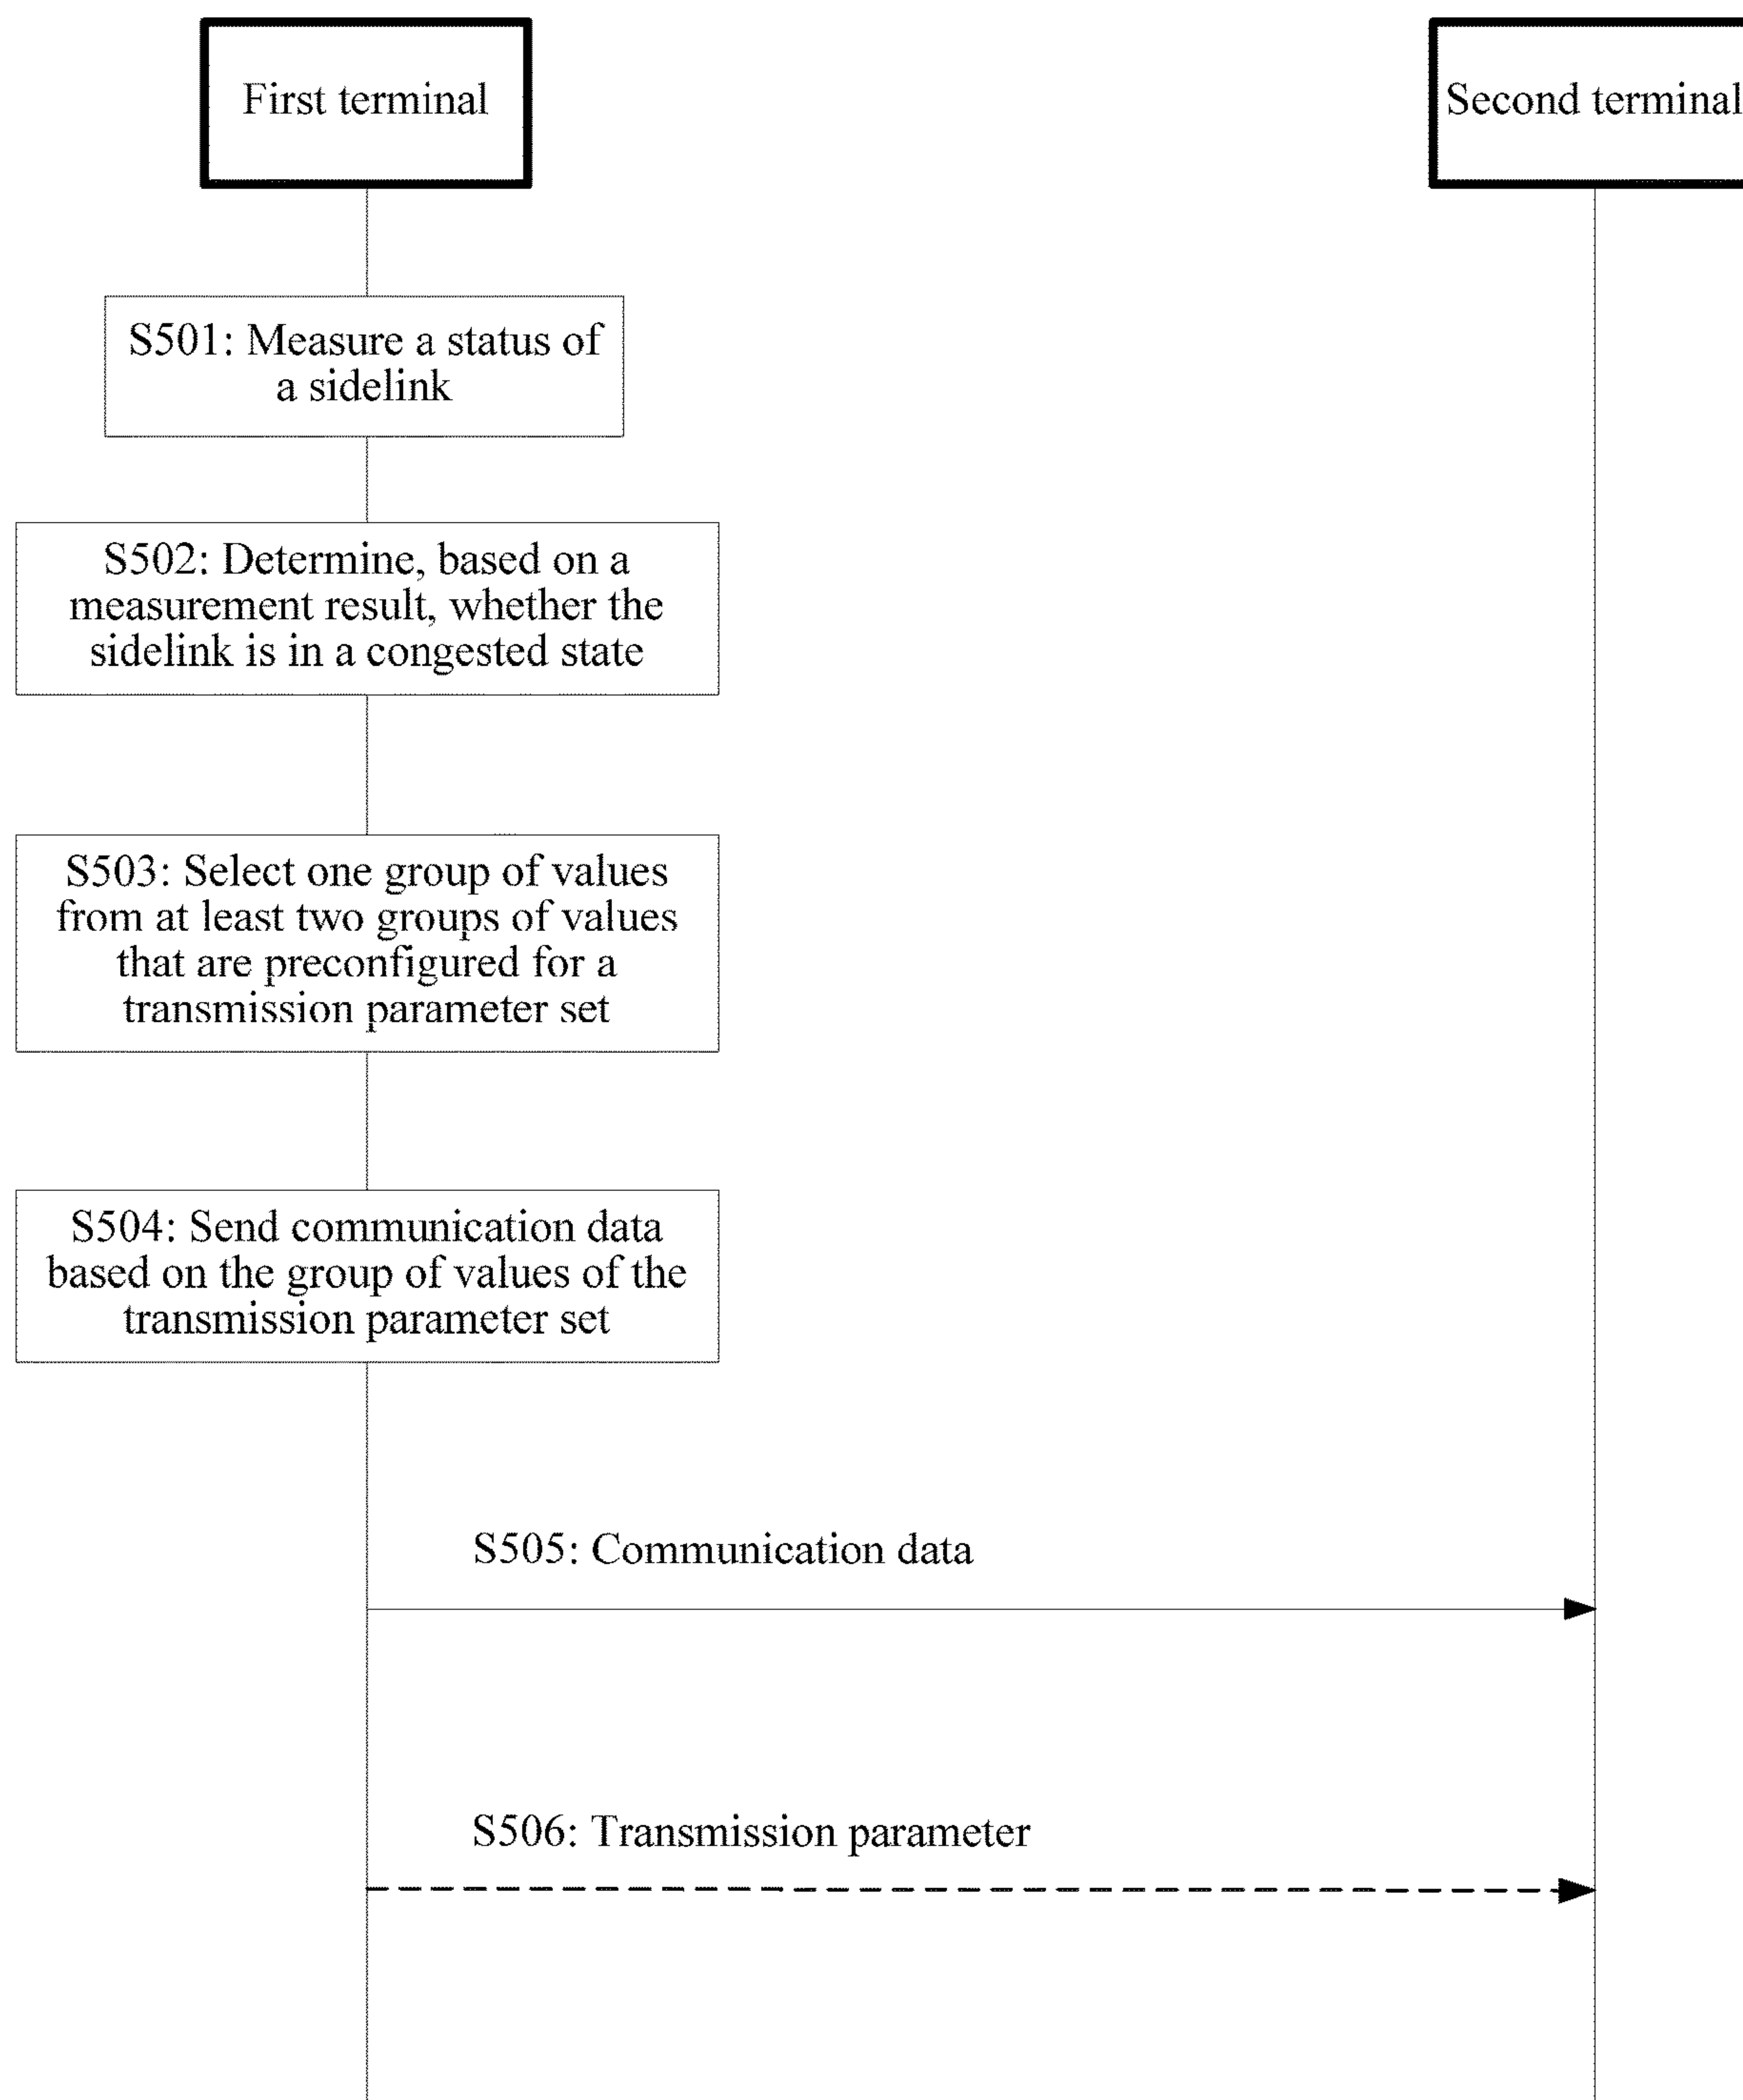 First terminal
Second terminal
S501: Measure a status of
a sidelink
S502: Determine, based on a
measurement result, whether the
sidelink is in a congested state
S503: Select one group of values
from at least two groups of values
that are preconfigured for a
transmission parameter set
S504: Send communication data
based on the group of values of the
transmission parameter set
S505: Communication data
S506: Transmission parameter